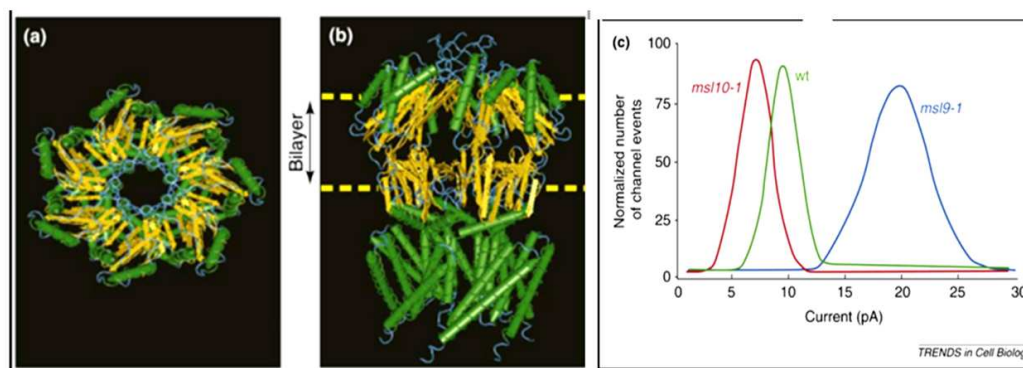 (a)
(b)
Bilayer
(c)
100
75
50
25
0
Normalized number
of channel events
msl10-1
wt
msl9-1
0 5 10 15 20 25 30
Current (pA)
TRENDS in Cell